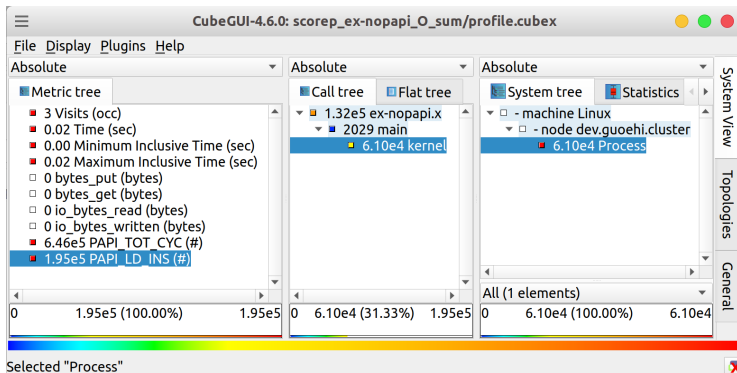 CubeGUI-4.6.0: scorep_ex-nopapi_O_sum/profile.cubex
File Display Plugins Help
Absolute
Metric tree
3 Visits (occ)
0.02 Time (sec)
0.00 Minimum Inclusive Time (sec)
0.02 Maximum Inclusive Time (sec)
0 bytes_put (bytes)
0 bytes_get (bytes)
0 io_bytes_read (bytes)
0 io_bytes_written (bytes)
6.46e5 PAPI_TOT_CYC (#)
1.95e5 PAPI_LD_INS (#)
0 1.95e5 (100.00%) 1.95e5
Absolute
Call tree Flat tree
1.32e5 ex-nopapi.x
2029 main
6.10e4 kernel
0 6.10e4 (31.33%) 1.95e5
Absolute
System tree Statistics
- machine Linux
- node dev.guoehi.cluster
6.10e4 Process
All (1 elements)
0 6.10e4 (100.00%) 6.10e4
System View
Topologies
General
Selected "Process"